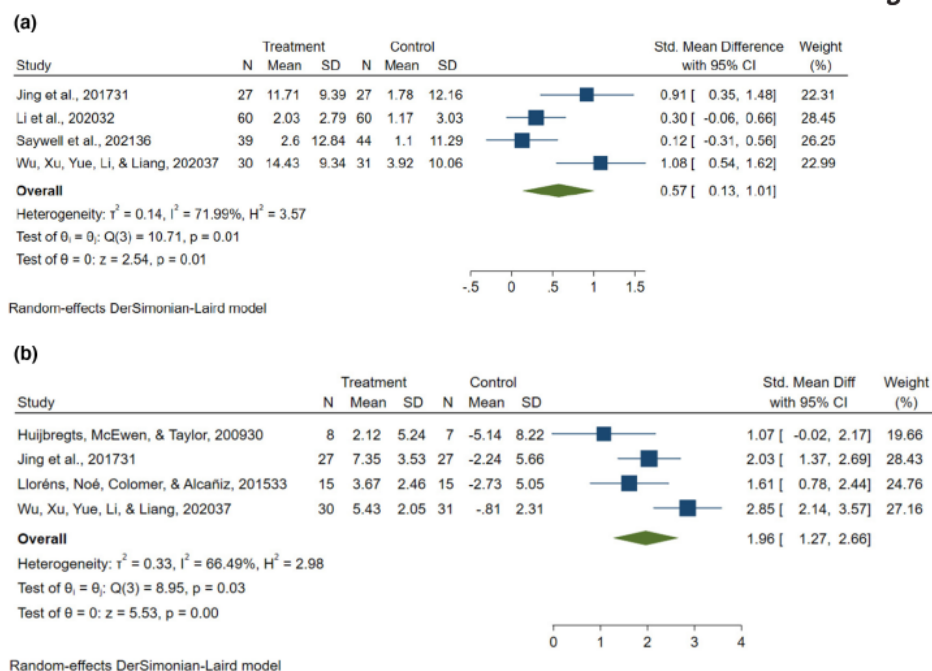 (a)
Treatment Control Std. Mean Difference Weight
Study N Mean SD N Mean SD with 95% CI (%)
Jing et al., 201731 27 11.71 9.39 27 1.78 12.16 0.91 [ 0.35, 1.48] 22.31
Li et al., 202032 60 2.03 2.79 60 1.17 3.03 0.30 [ -0.06, 0.66] 28.45
Saywell et al., 202136 39 2.6 12.84 44 1.1 11.29 0.12 [ -0.31, 0.56] 26.25
Wu, Xu, Yue, Li, & Liang, 202037 30 14.43 9.34 31 3.92 10.06 1.08 [ 0.54, 1.62] 22.99
Overall 0.57 [ 0.13, 1.01]
Heterogeneity: τ² = 0.14, I² = 71.99%, H² = 3.57
Test of θᵢ = θⱼ: Q(3) = 10.71, p = 0.01
Test of θ = 0: z = 2.54, p = 0.01
-.5 0 .5 1 1.5
Random-effects DerSimonian-Laird model
(b)
Treatment Control Std. Mean Diff Weight
Study N Mean SD N Mean SD with 95% CI (%)
Huijbregts, McEwen, & Taylor, 200930 8 2.12 5.24 7 -5.14 8.22 1.07 [ -0.02, 2.17] 19.66
Jing et al., 201731 27 7.35 3.53 27 -2.24 5.66 2.03 [ 1.37, 2.69] 28.43
Lloréns, Noé, Colomer, & Alcañiz, 201533 15 3.67 2.46 15 -2.73 5.05 1.61 [ 0.78, 2.44] 24.76
Wu, Xu, Yue, Li, & Liang, 202037 30 5.43 2.05 31 -.81 2.31 2.85 [ 2.14, 3.57] 27.16
Overall 1.96 [ 1.27, 2.66]
Heterogeneity: τ² = 0.33, I² = 66.49%, H² = 2.98
Test of θᵢ = θⱼ: Q(3) = 8.95, p = 0.03
Test of θ = 0: z = 5.53, p = 0.00
0 1 2 3 4
Random-effects DerSimonian-Laird model